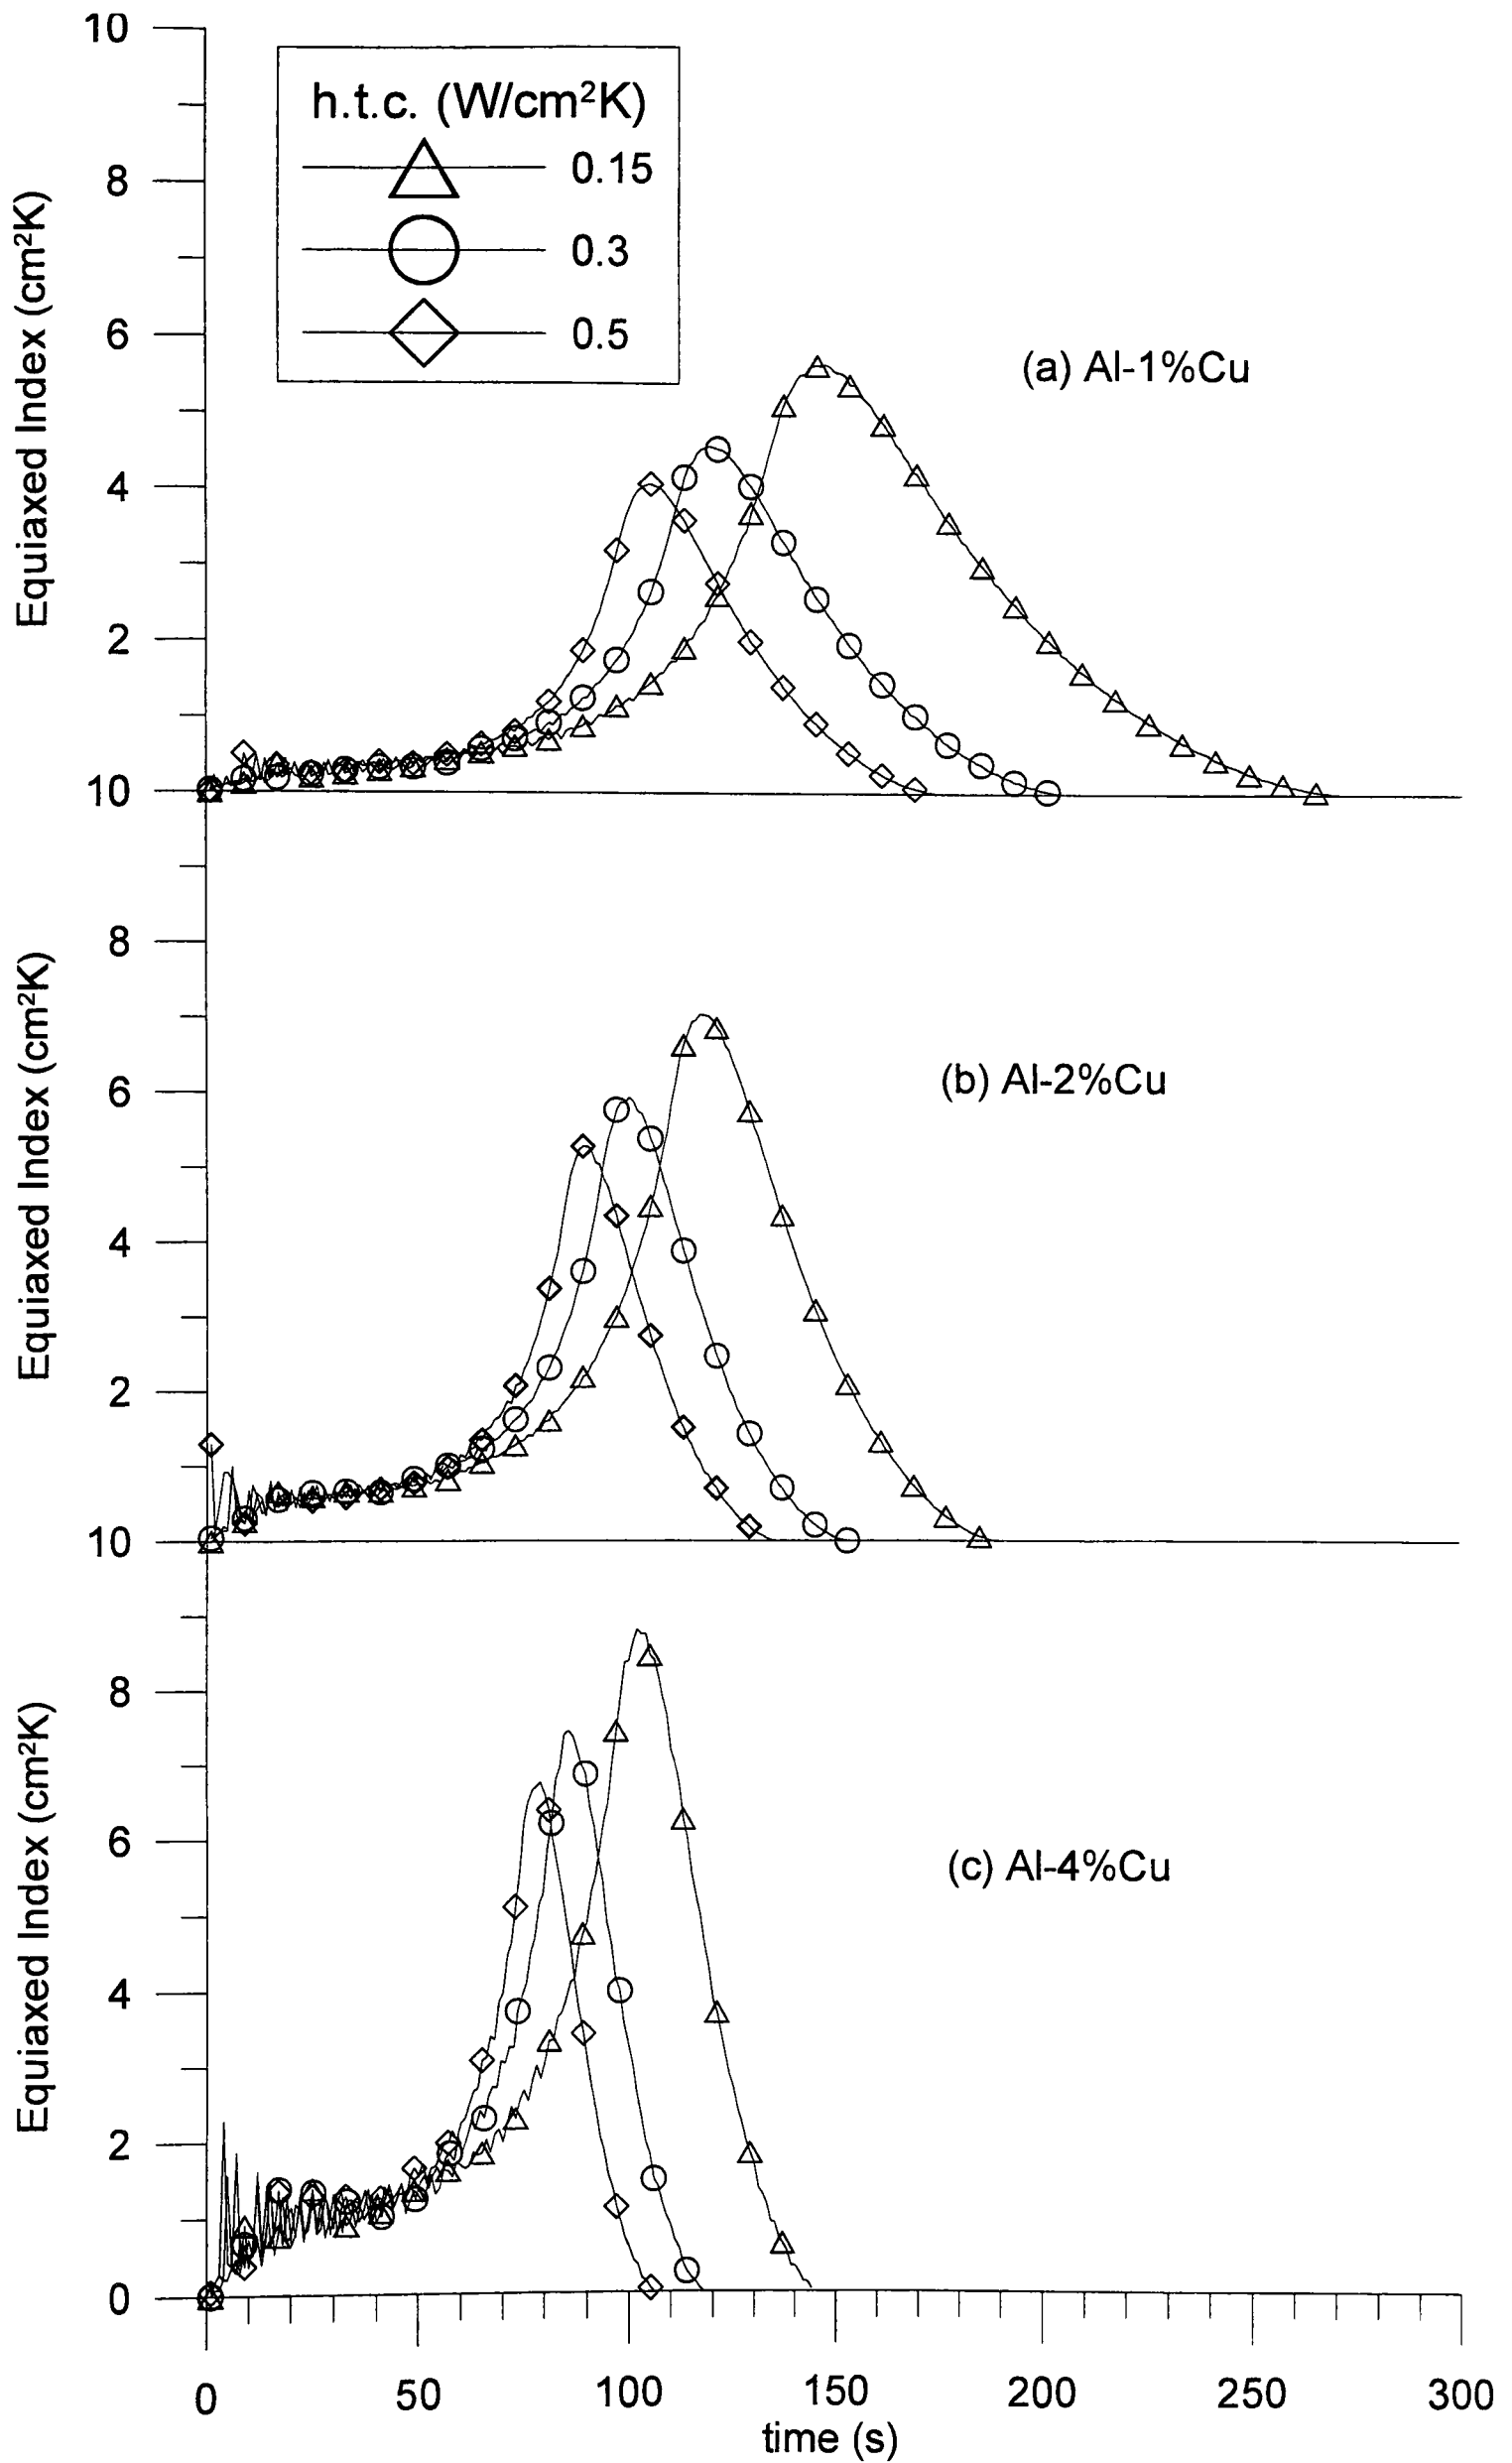 10
h.t.c. (W/cm²K)
0.15
8
0.3
0.5
6
(a) Al-1%Cu
Equiaxed Index (cm²K)
4
2
10
8
(b) Al-2%Cu
6
Equiaxed Index (cm²K)
4
2
10
8
(c) Al-4%Cu
6
Equiaxed Index (cm²K)
4
2
0
0 50 100 150 200 250 300
time (s)